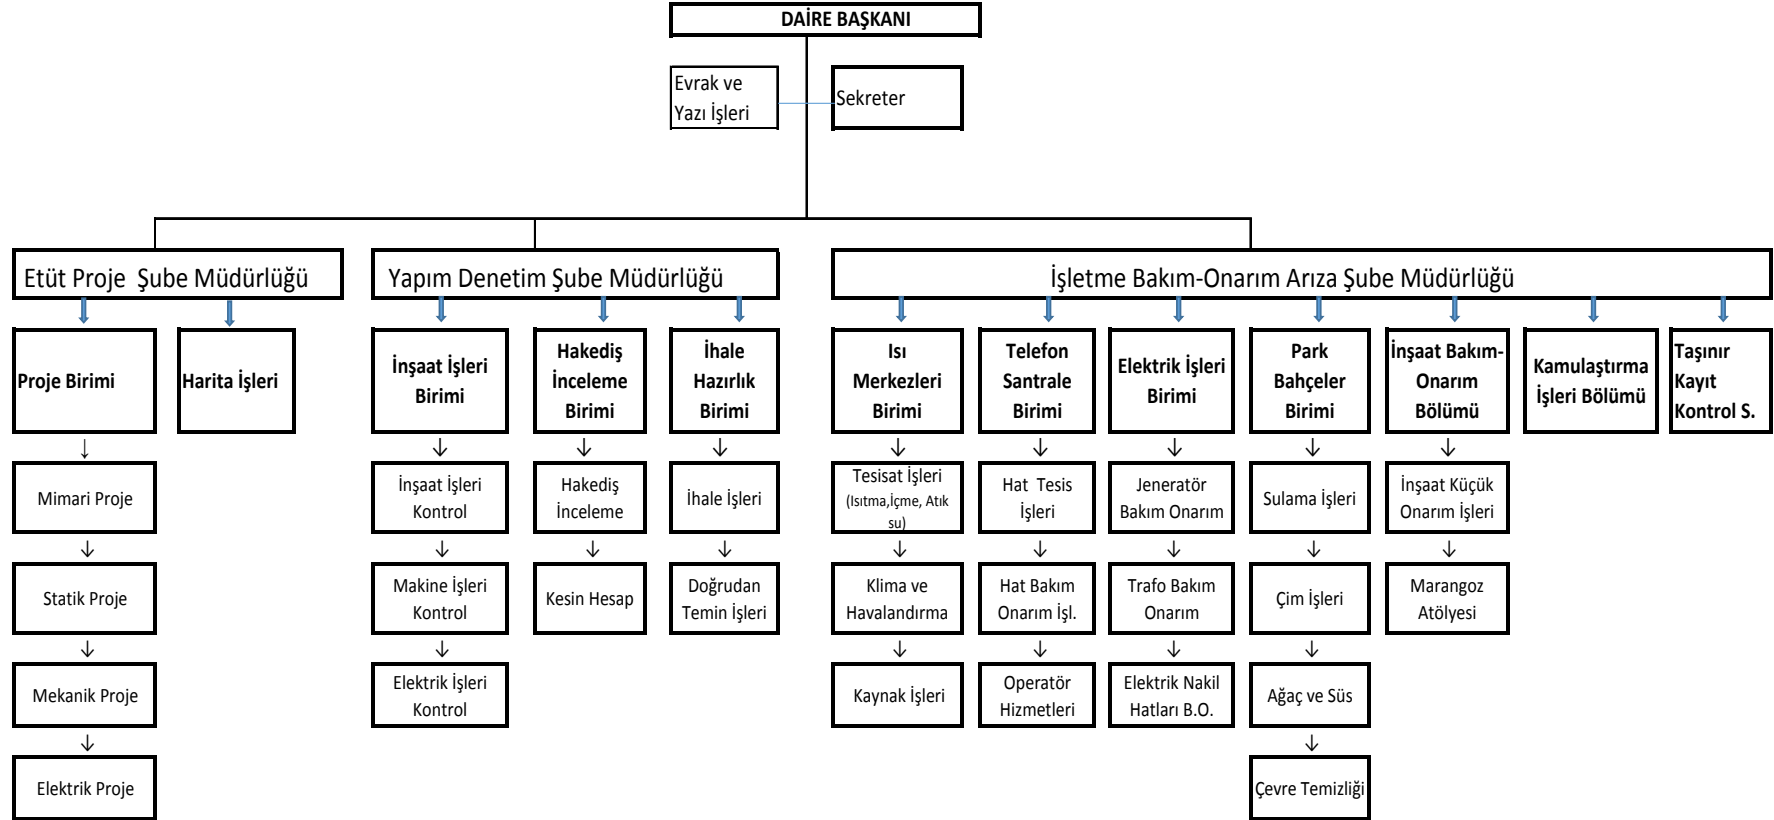 DAİRE BAŞKANI
Evrak ve
Yazı İşleri
Sekreter
Etüt Proje Şube Müdürlüğü
Yapım Denetim Şube Müdürlüğü
İşletme Bakım-Onarım Arıza Şube Müdürlüğü
Proje Birimi
Harita İşleri
İnşaat İşleri
Birimi
Hakediş
İnceleme
Birimi
İhale
Hazırlık
Birimi
Isı
Merkezleri
Birimi
Telefon
Santrale
Birimi
Elektrik İşleri
Birimi
Park
Bahçeler
Birimi
İnşaat Bakım-
Onarım
Bölümü
Kamulaştırma
İşleri Bölümü
Taşınır
Kayıt
Kontrol S.
Mimari Proje
İnşaat İşleri
Kontrol
Hakediş
İnceleme
İhale İşleri
Tesisat İşleri
(Isıtma,İçme, Atık
su)
Hat Tesis
İşleri
Jeneratör
Bakım Onarım
Sulama İşleri
İnşaat Küçük
Onarım İşleri
Statik Proje
Makine İşleri
Kontrol
Kesin Hesap
Doğrudan
Temin İşleri
Klima ve
Havalandırma
Hat Bakım
Onarım İşl.
Trafo Bakım
Onarım
Çim İşleri
Marangoz
Atölyesi
Mekanik Proje
Elektrik İşleri
Kontrol
Kaynak İşleri
Operatör
Hizmetleri
Elektrik Nakil
Hatları B.O.
Ağaç ve Süs
Elektrik Proje
Çevre Temizliği